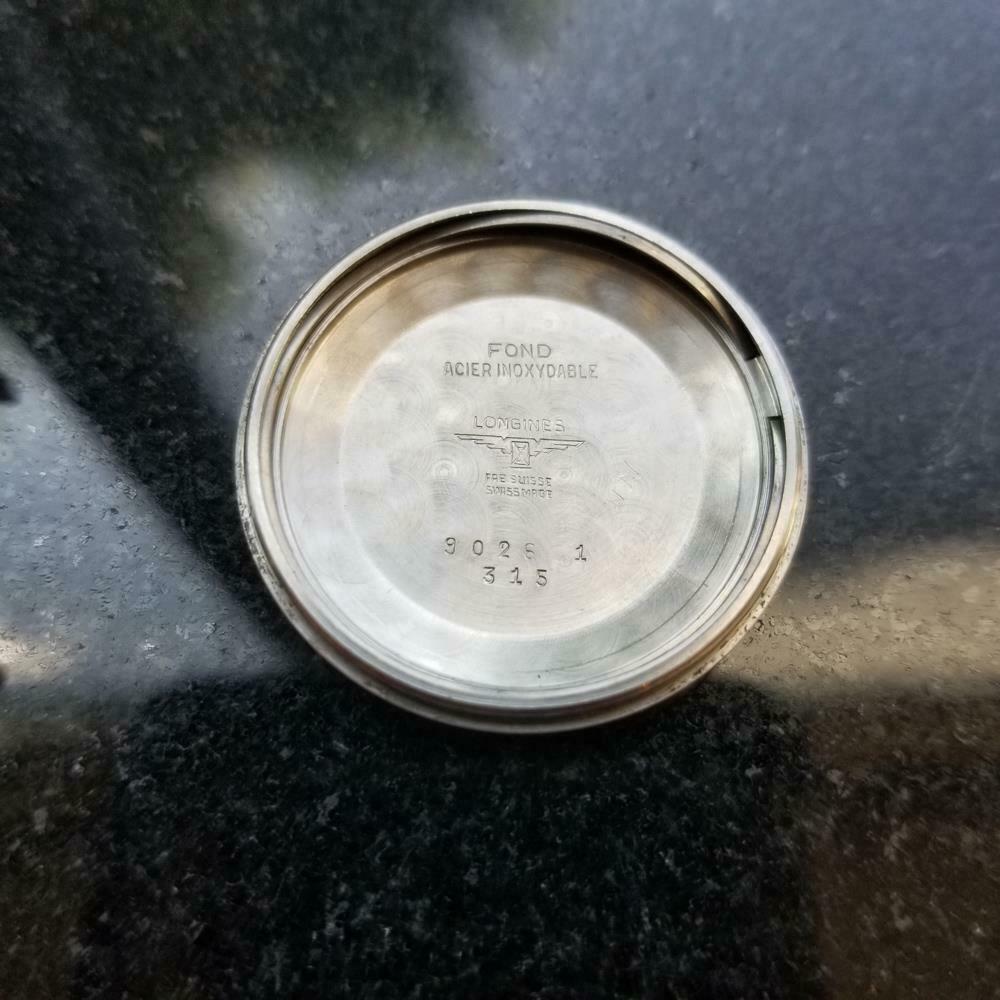 FOND
ACIER INOXYDABLE
LONGINES
FAB SUISSE
SWISS MADE
9026 1
315